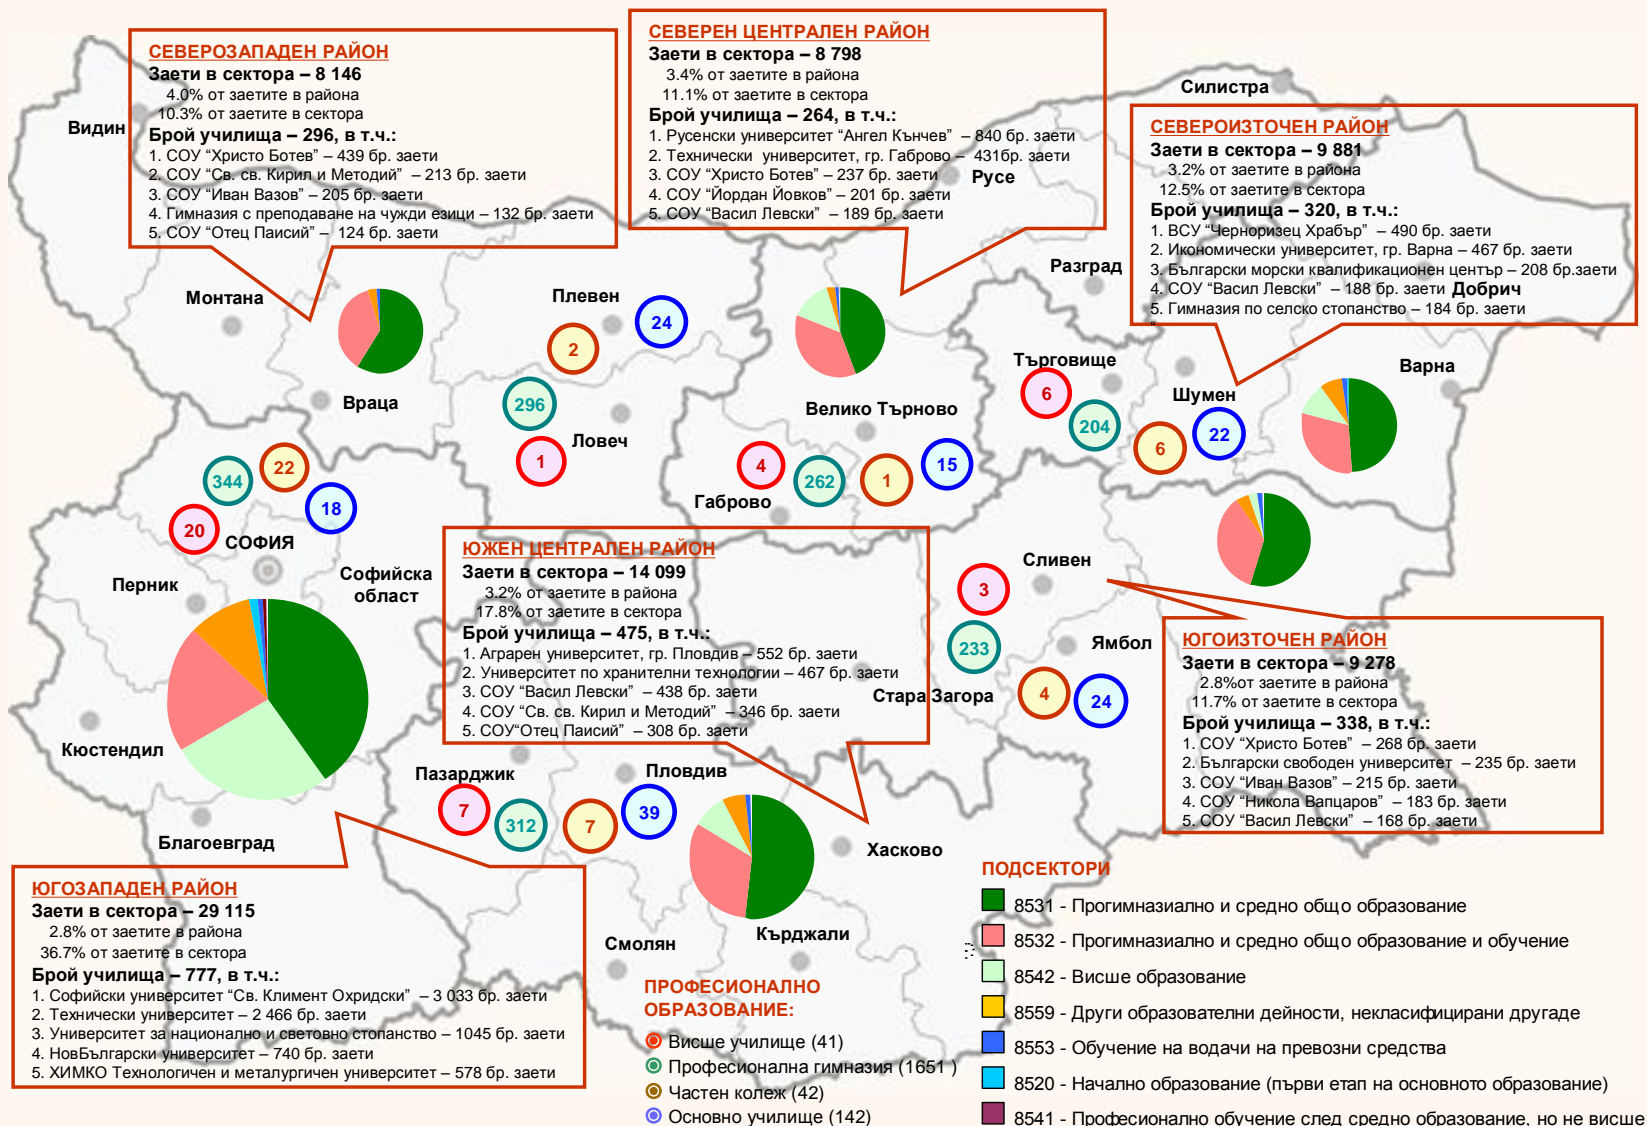 СЕВЕРОЗАПАДЕН РАЙОН
Заети в сектора – 8 146
4.0% от заетите в района
10.3% от заетите в сектора
Брой училища – 296, в т.ч.:
1. СОУ “Христо Ботев” – 439 бр. заети
2. СОУ “Св. св. Кирил и Методий” – 213 бр. заети
3. СОУ “Иван Вазов” – 205 бр. заети
4. Гимназия с преподаване на чужди езици – 132 бр. заети
5. СОУ “Отец Паисий” – 124 бр. заети
СЕВЕРЕН ЦЕНТРАЛЕН РАЙОН
Заети в сектора – 8 798
3.4% от заетите в района
11.1% от заетите в сектора
Брой училища – 264, в т.ч.:
1. Русенски университет “Ангел Кънчев” – 840 бр. заети
2. Технически университет, гр. Габрово – 431бр. заети
3. СОУ “Христо Ботев” – 237 бр. заети
4. СОУ “Йордан Йовков” – 201 бр. заети
5. СОУ “Васил Левски” – 189 бр. заети
СЕВЕРОИЗТОЧЕН РАЙОН
Заети в сектора – 9 881
3.2% от заетите в района
12.5% от заетите в сектора
Брой училища – 320, в т.ч.:
1. ВСУ “Черноризец Храбър” – 490 бр. заети
2. Икономически университет, гр. Варна – 467 бр. заети
3. Български морски квалификационен център – 208 бр.заети
4. СОУ “Васил Левски” – 188 бр. заети
5. Гимназия по селско стопанство – 184 бр. заети
Видин
Силистра
Русе
Добрич
Разград
Монтана
Плевен
24
2
Търговище
Варна
6
Шумен
296
Враца
Велико Търново
204
22
Ловеч
6
1
22
344
4
262
1
15
Габрово
18
20
СОФИЯ
Перник
Софийска
област
ЮЖЕН ЦЕНТРАЛЕН РАЙОН
Заети в сектора – 14 099
3.2% от заетите в района
17.8% от заетите в сектора
Брой училища – 475, в т.ч.:
1. Аграрен университет, гр. Пловдив – 552 бр. заети
2. Университет по хранителни технологии – 467 бр. заети
3. СОУ “Васил Левски” – 438 бр. заети
4. СОУ “Св. св. Кирил и Методий” – 346 бр. заети
5. СОУ“Отец Паисий” – 308 бр. заети
Сливен
3
233
Ямбол
Стара Загора
4
24
ЮГОИЗТОЧЕН РАЙОН
Заети в сектора – 9 278
2.8%от заетите в района
11.7% от заетите в сектора
Брой училища – 338, в т.ч.:
1. СОУ “Христо Ботев” – 268 бр. заети
2. Български свободен университет – 235 бр. заети
3. СОУ “Иван Вазов” – 215 бр. заети
4. СОУ “Никола Вапцаров” – 183 бр. заети
5. СОУ “Васил Левски” – 168 бр. заети
Кюстендил
Пазарджик
Пловдив
7
312
7
39
Благоевград
Хасково
Смолян
Кърджали
ЮГОЗАПАДЕН РАЙОН
Заети в сектора – 29 115
2.8% от заетите в района
36.7% от заетите в сектора
Брой училища – 777, в т.ч.:
1. Софийски университет “Св. Климент Охридски” – 3 033 бр. заети
2. Технически университет – 2 466 бр. заети
3. Университет за национално и световно стопанство – 1045 бр. заети
4. НовБългарски университет – 740 бр. заети
5. ХИМКО Технологичен и металургичен университет – 578 бр. заети
ПРОФЕСИОНАЛНО
ОБРАЗОВАНИЕ:
Висше училище (41)
Професионална гимназия (1651 )
Частен колеж (42)
Основно училище (142)
ПОДСЕКТОРИ
8531 - Прогимназиално и средно общо образование
8532 - Прогимназиално и средно общо образование и обучение
8542 - Висше образование
8559 - Други образователни дейности, некласифицирани другаде
8553 - Обучение на водачи на превозни средства
8520 - Начално образование (първи етап на основното образование)
8541 - Професионално обучение след средно образование, но не висше